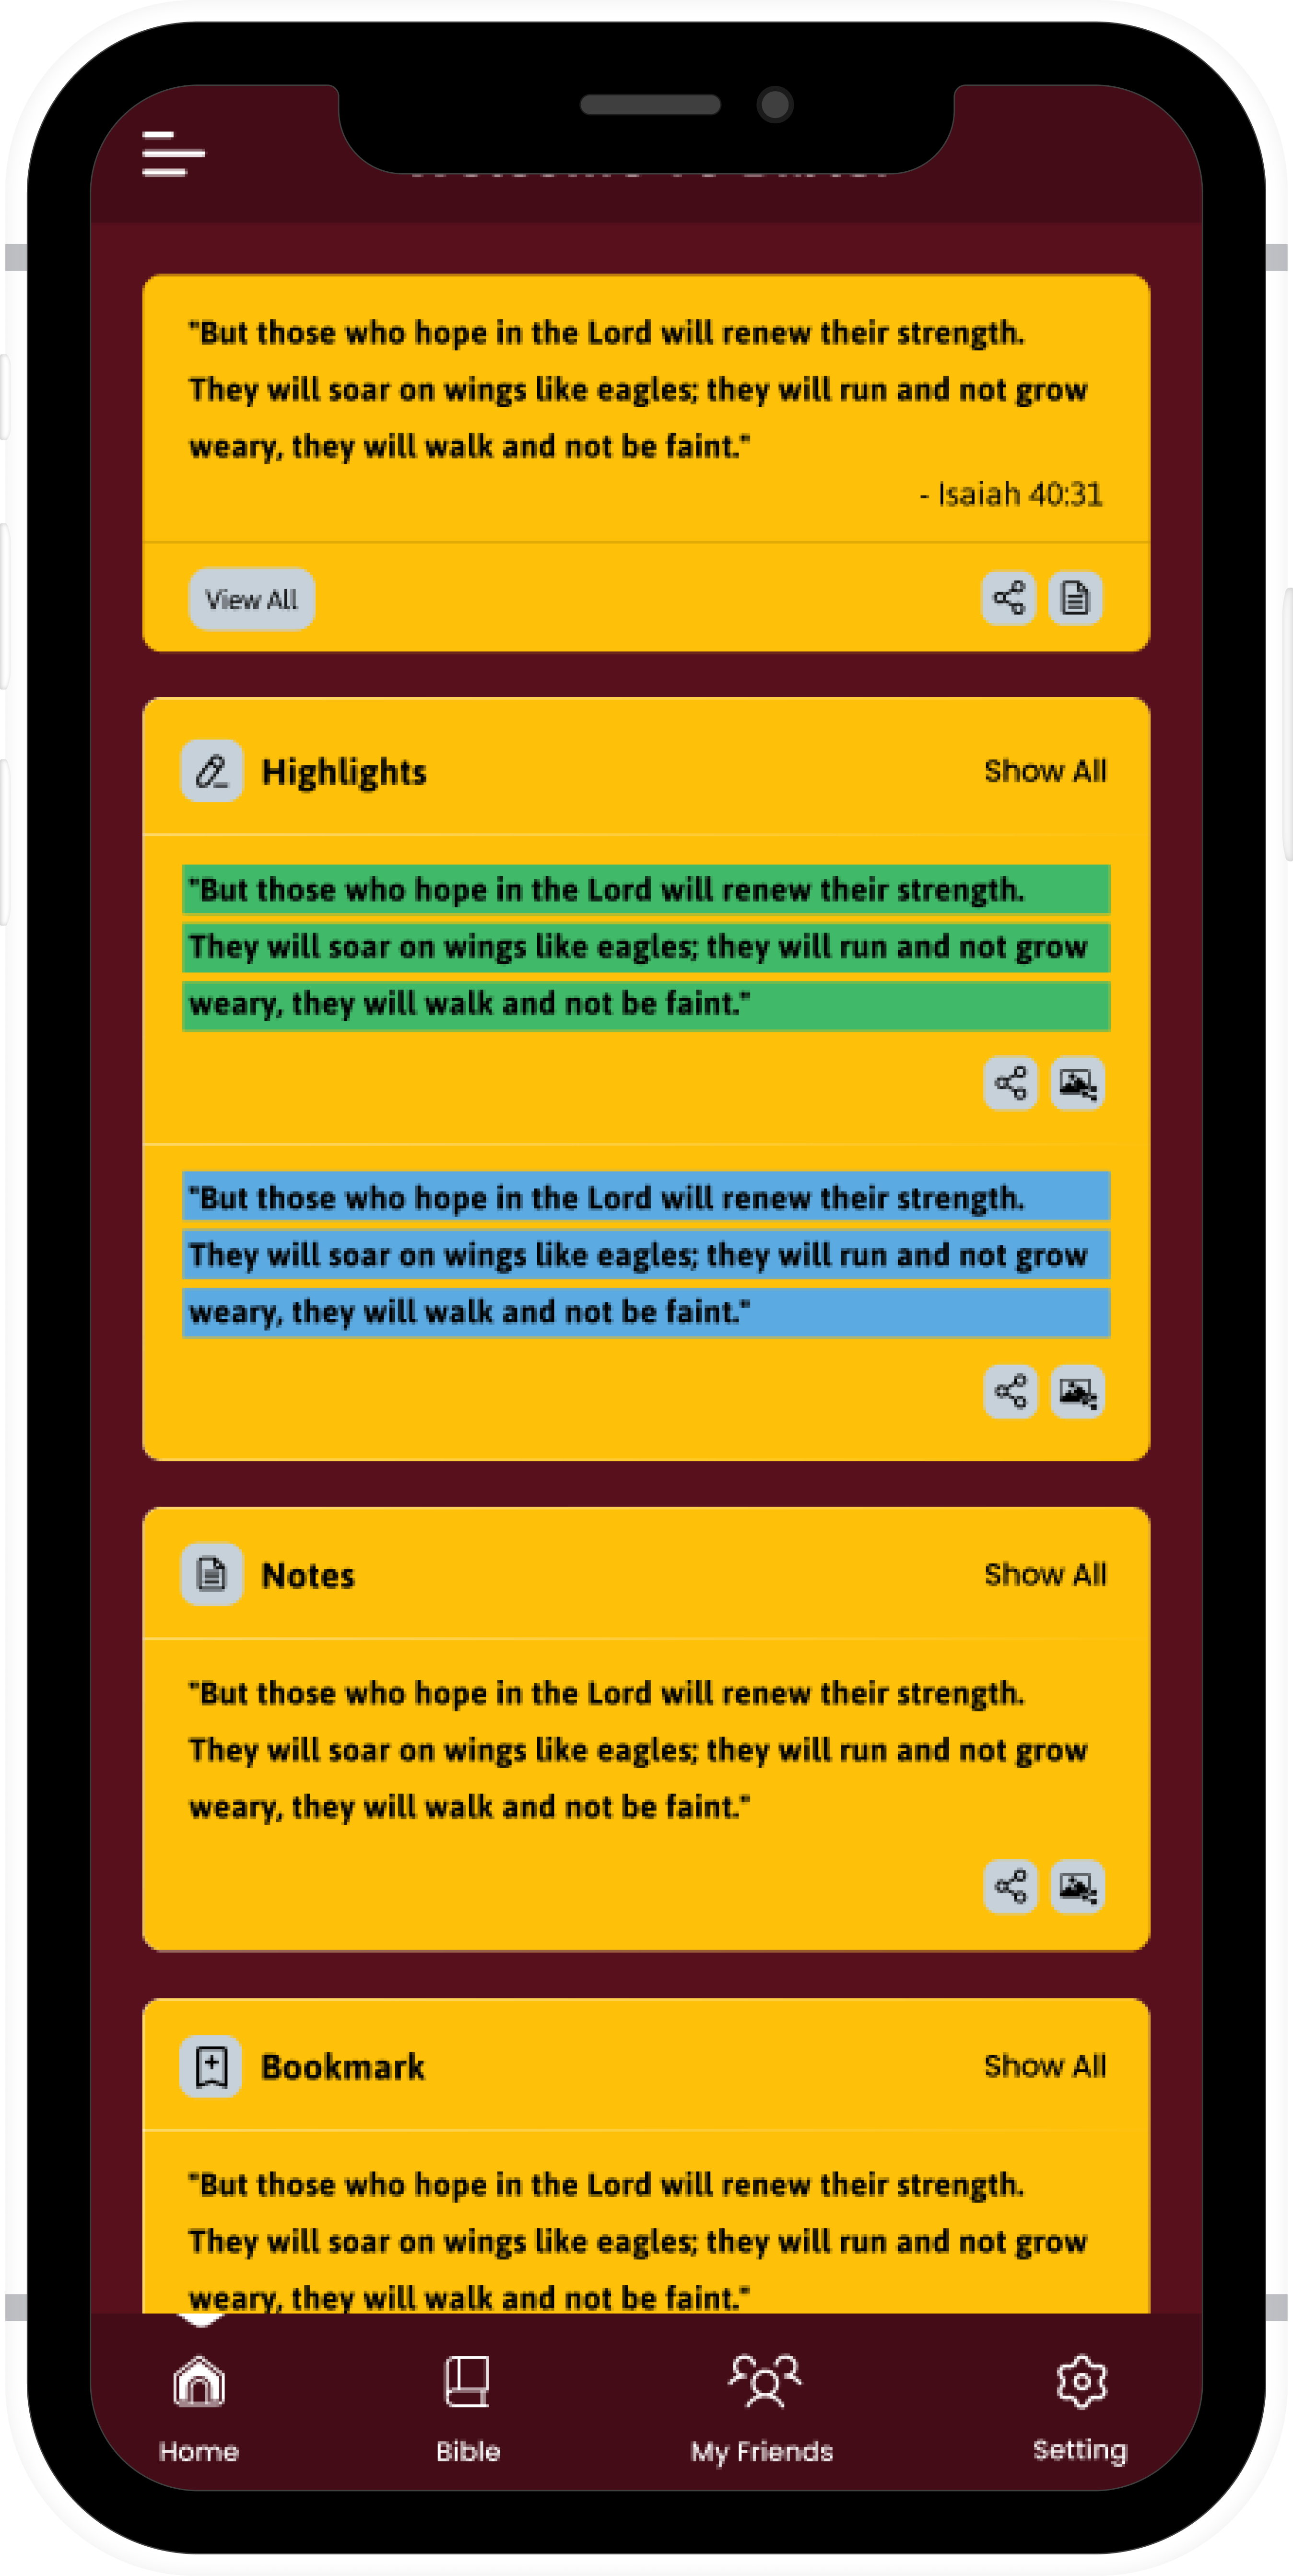 "But those who hope in the Lord will renew their strength.
They will soar on wings like eagles; they will run and not grow
weary, they will walk and not be faint."
- Isaiah 40:31
View All
Highlights
Show All
"But those who hope in the Lord will renew their strength.
They will soar on wings like eagles; they will run and not grow
weary, they will walk and not be faint."
"But those who hope in the Lord will renew their strength.
They will soar on wings like eagles; they will run and not grow
weary, they will walk and not be faint."
Notes
Show All
"But those who hope in the Lord will renew their strength.
They will soar on wings like eagles; they will run and not grow
weary, they will walk and not be faint."
Bookmark
Show All
"But those who hope in the Lord will renew their strength.
They will soar on wings like eagles; they will run and not grow
weary, they will walk and not be faint."
Home
Bible
My Friends
Setting